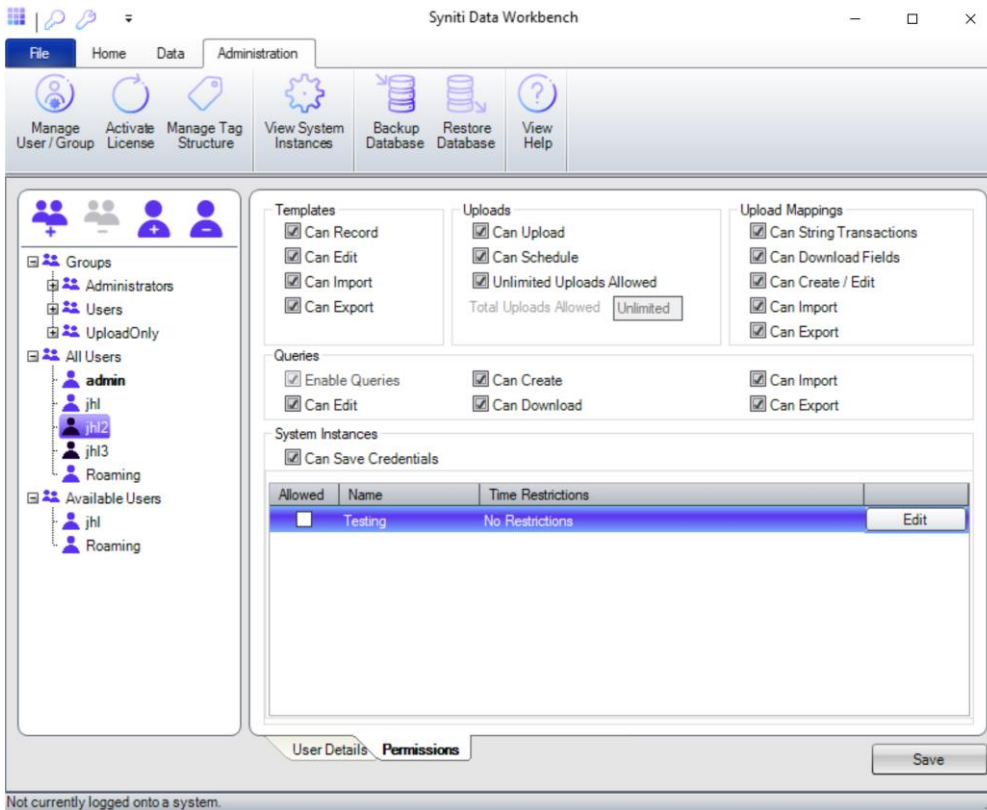 Syniti Data Workbench
File Home Data Administration
Manage User / Group
Activate License
Manage Tag Structure
View System Instances
Backup Database
Restore Database
View Help
Groups
Administrators
Users
UploadOnly
All Users
admin
jhl
jhl2
jhl3
Roaming
Available Users
jhl
Roaming
Templates
Can Record
Can Edit
Can Import
Can Export
Uploads
Can Upload
Can Schedule
Unlimited Uploads Allowed
Total Uploads Allowed Unlimited
Upload Mappings
Can String Transactions
Can Download Fields
Can Create / Edit
Can Import
Can Export
Queries
Enable Queries Can Create Can Import
Can Edit Can Download Can Export
System Instances
Can Save Credentials
Allowed Name Time Restrictions
Testing No Restrictions Edit
User Details Permissions
Save
Not currently logged onto a system.